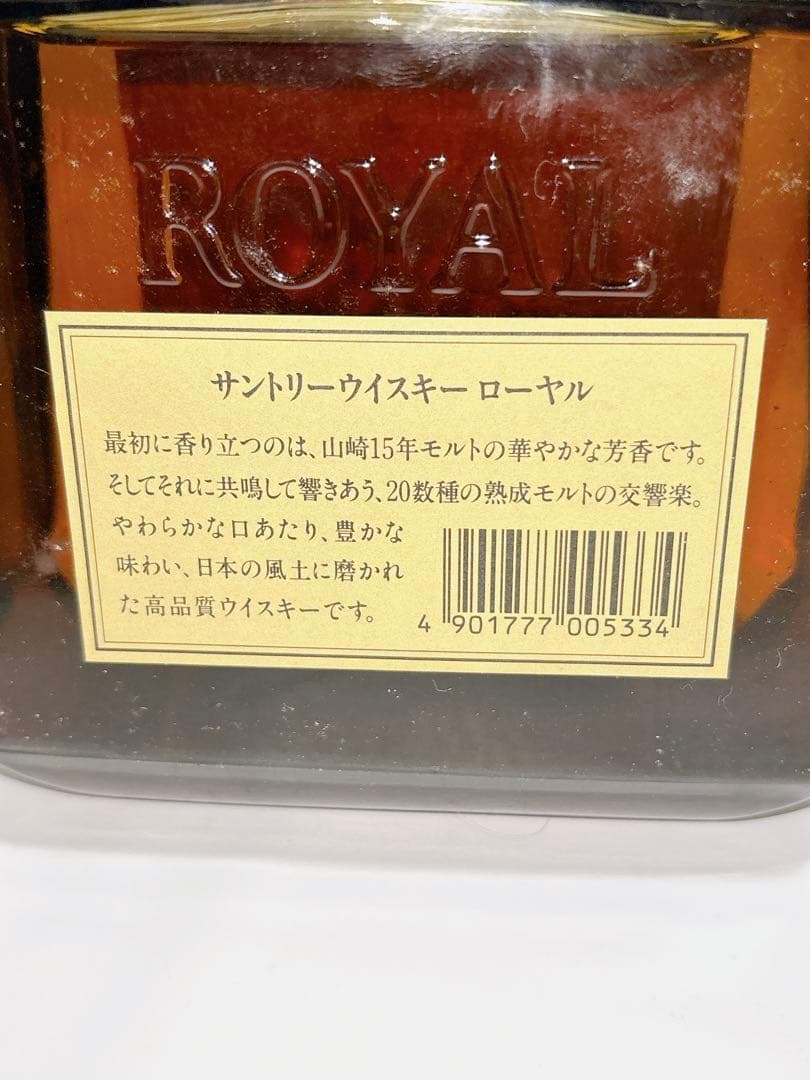 ROYAL
サントリーウイスキー ローヤル
最初に香り立つのは、山崎15年モルトの華やかな芳香です。
そしてそれに共鳴して響きあう、20数種の熟成モルトの交響楽。
やわらかな口あたり、豊かな
味わい、日本の風土に磨かれ
た高品質ウイスキーです。
4 901777 005334